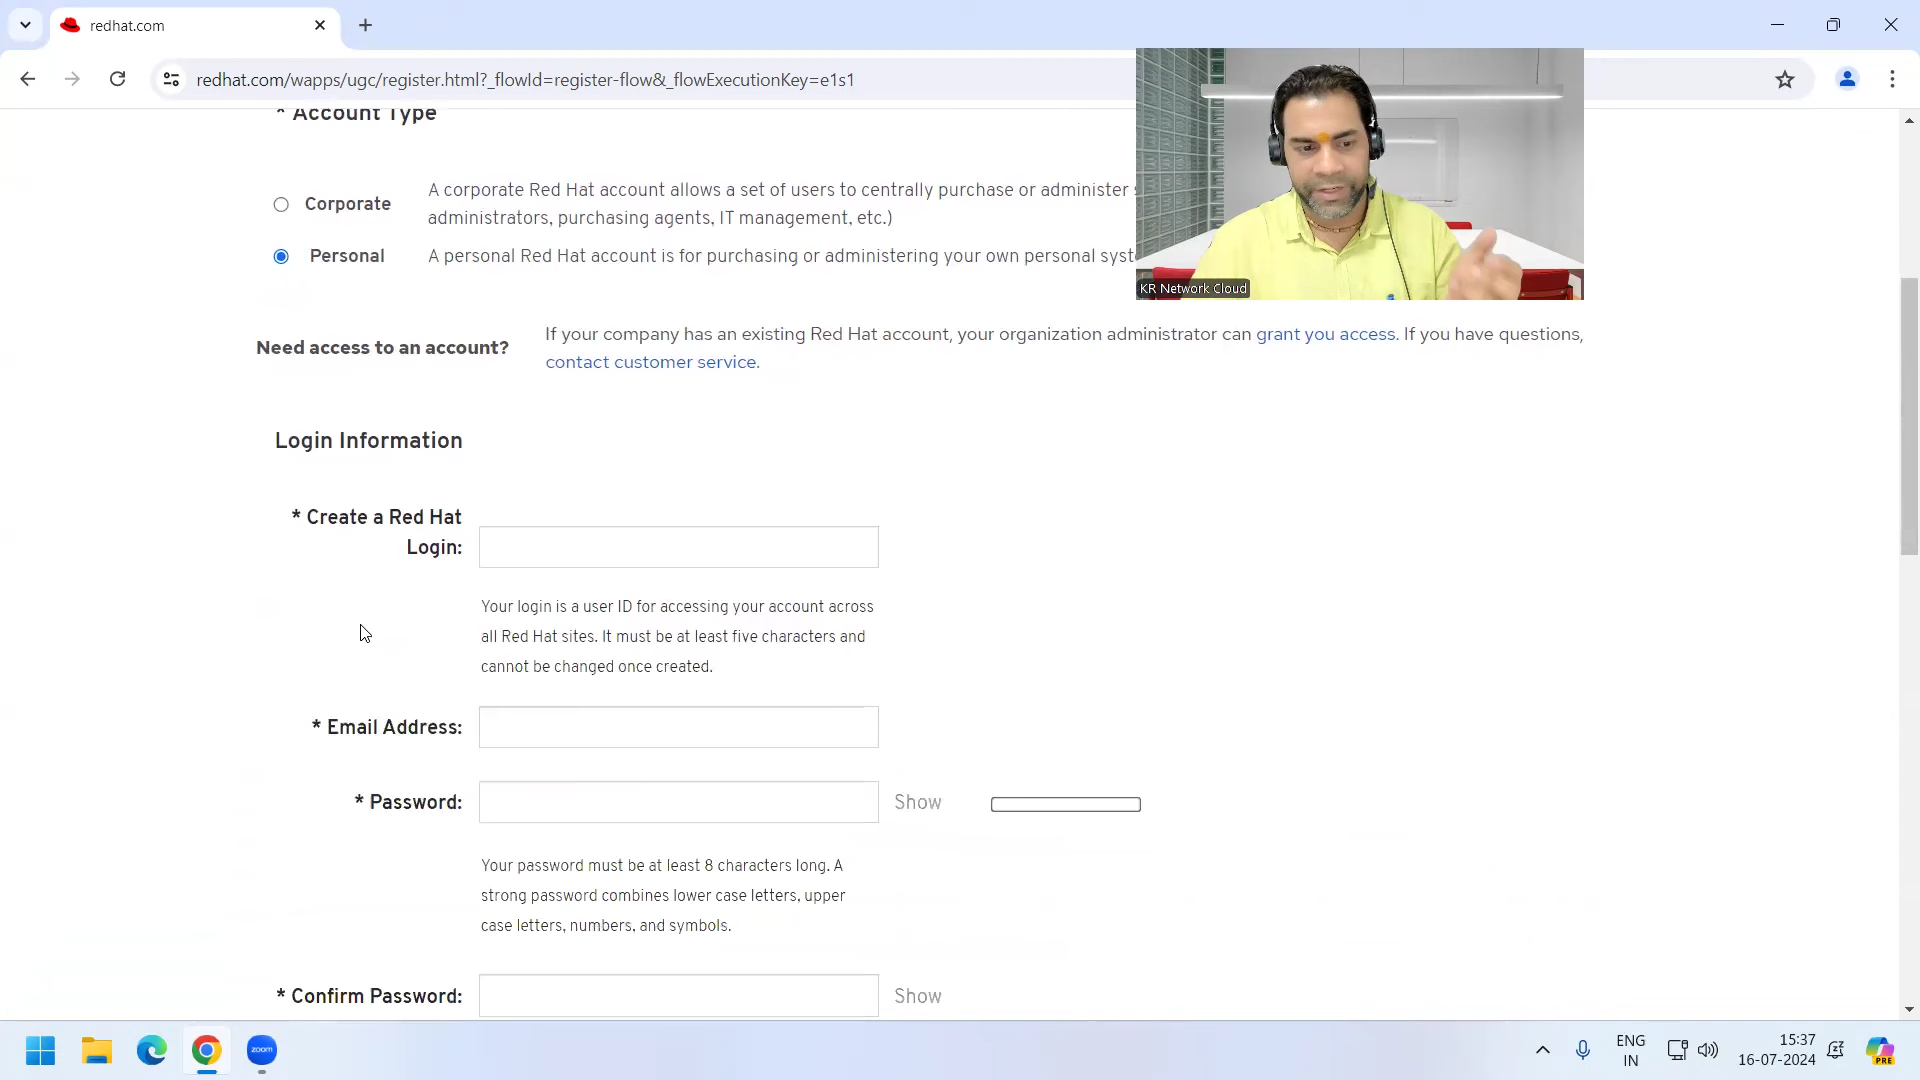 redhat.com
redhat.com/wapps/ugc/register.html?_flowId=register-flow&_flowExecutionKey=e1s1
* Account Type
Corporate
A corporate Red Hat account allows a set of users to centrally purchase or administer
administrators, purchasing agents, IT management, etc.)
Personal
A personal Red Hat account is for purchasing or administering your own personal
KR Network Cloud
Need access to an account?
If your company has an existing Red Hat account, your organization administrator can grant you access. If you have questions,
contact customer service.
Login Information
* Create a Red Hat
Login:
Your login is a user ID for accessing your account across
all Red Hat sites. It must be at least five characters and
cannot be changed once created.
* Email Address:
* Password:
Show
Your password must be at least 8 characters long. A
strong password combines lower case letters, upper
case letters, numbers, and symbols.
* Confirm Password:
Show
zoom
ENG
IN
15:37
16-07-2024
PRE